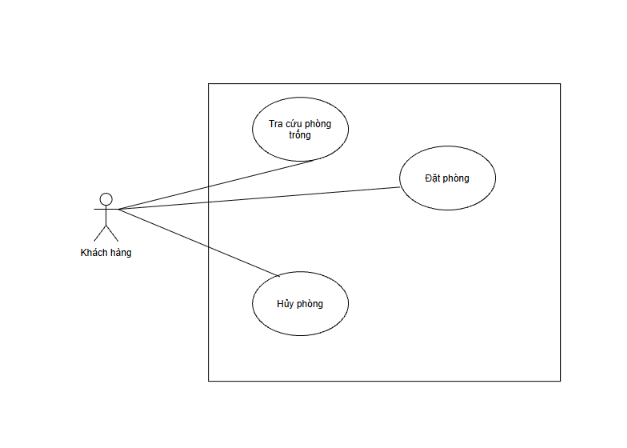 Tra cứu phòng
trống
Đặt phòng
Khách hàng
Hủy phòng